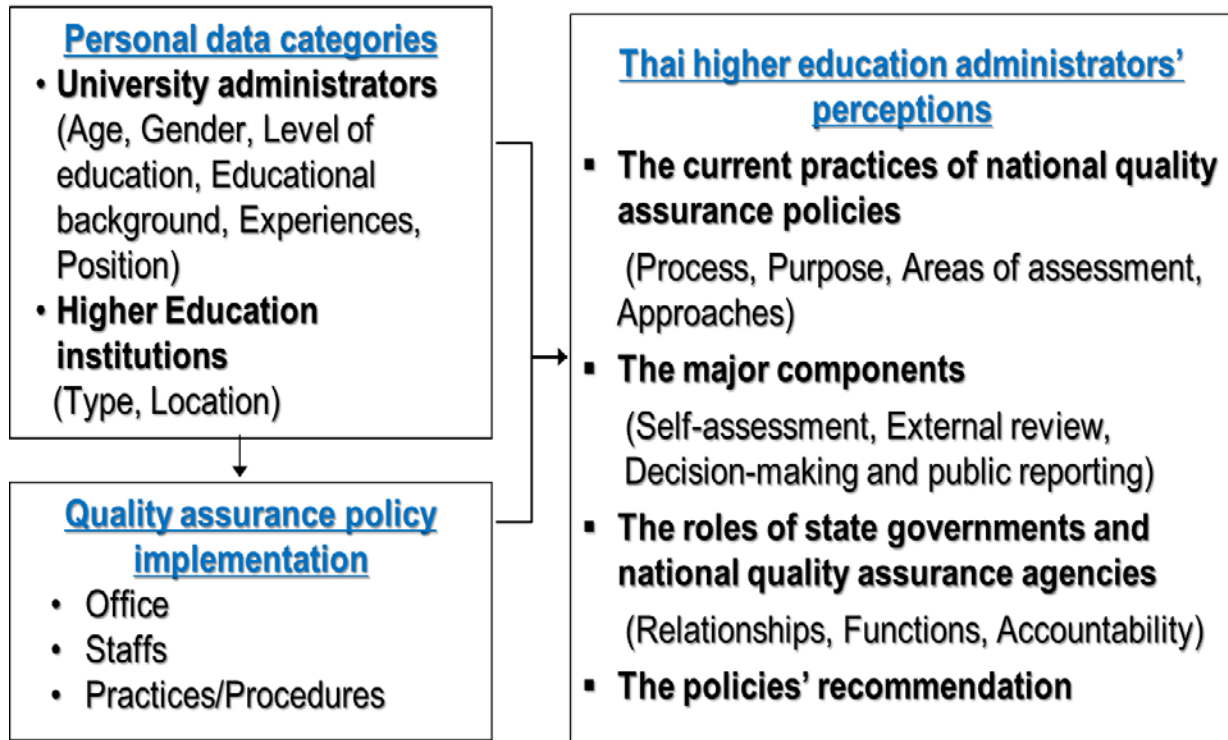 Personal data categories
• University administrators
(Age, Gender, Level of
education, Educational
background, Experiences,
Position)
• Higher Education
institutions
(Type, Location)
Quality assurance policy
implementation
• Office
• Staffs
• Practices/Procedures
Thai higher education administrators’
perceptions
▪ The current practices of national quality
assurance policies
(Process, Purpose, Areas of assessment,
Approaches)
▪ The major components
(Self-assessment, External review,
Decision-making and public reporting)
▪ The roles of state governments and
national quality assurance agencies
(Relationships, Functions, Accountability)
▪ The policies’ recommendation